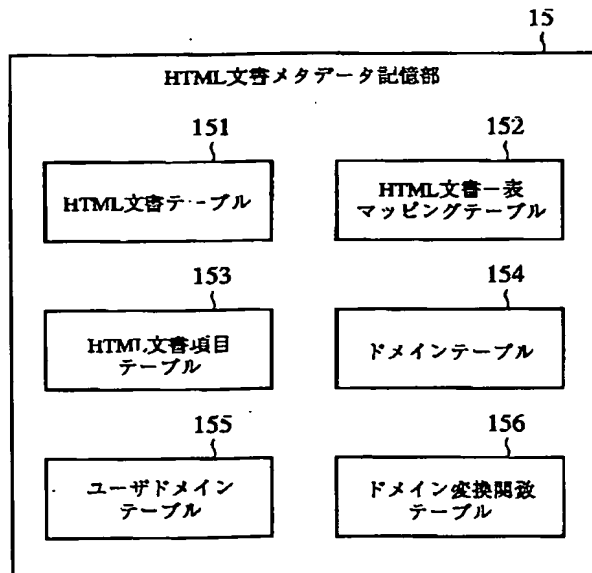 15
HTML文書メタデータ記憶部
151
152
HTML文書テーブル
HTML文書ー表
マッピングテーブル
153
154
HTML文書項目
テーブル
ドメインテーブル
155
156
ユーザドメイン
テーブル
ドメイン変換関数
テーブル